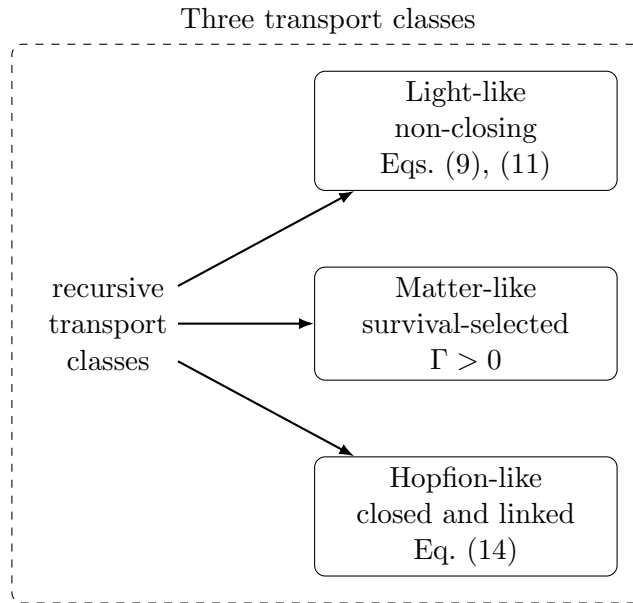 Three transport classes
Light-like
non-closing
Eqs. (9), (11)
recursive
transport
classes
Matter-like
survival-selected
Γ > 0
Hopfion-like
closed and linked
Eq. (14)